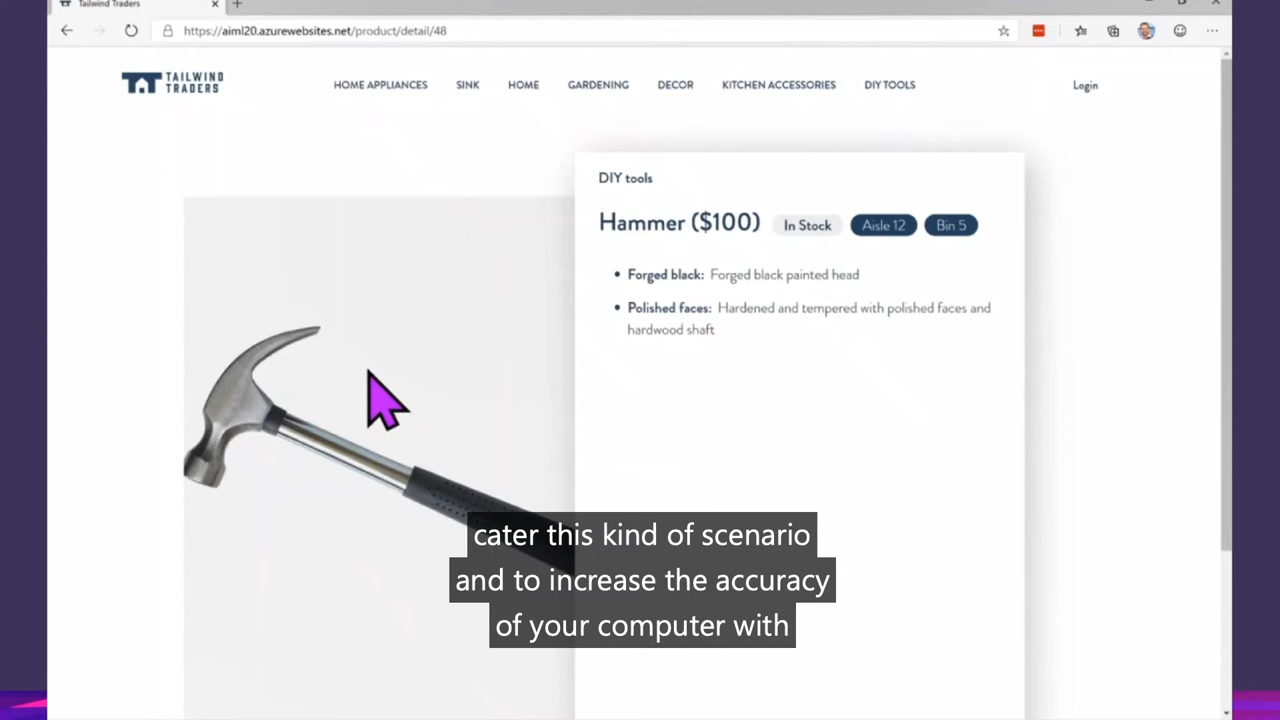 Tailwind Traders
https://aiml20.azurewebsites.net/product/detail/48
TAILWIND
TRADERS
HOME APPLIANCES SINK HOME GARDENING DECOR KITCHEN ACCESSORIES DIY TOOLS Login
DIY tools
Hammer ($100) In Stock Aisle 12 Bin 5
Forged black: Forged black painted head
Polished faces: Hardened and tempered with polished faces and
hardwood shaft
cater this kind of scenario
and to increase the accuracy
of your computer with